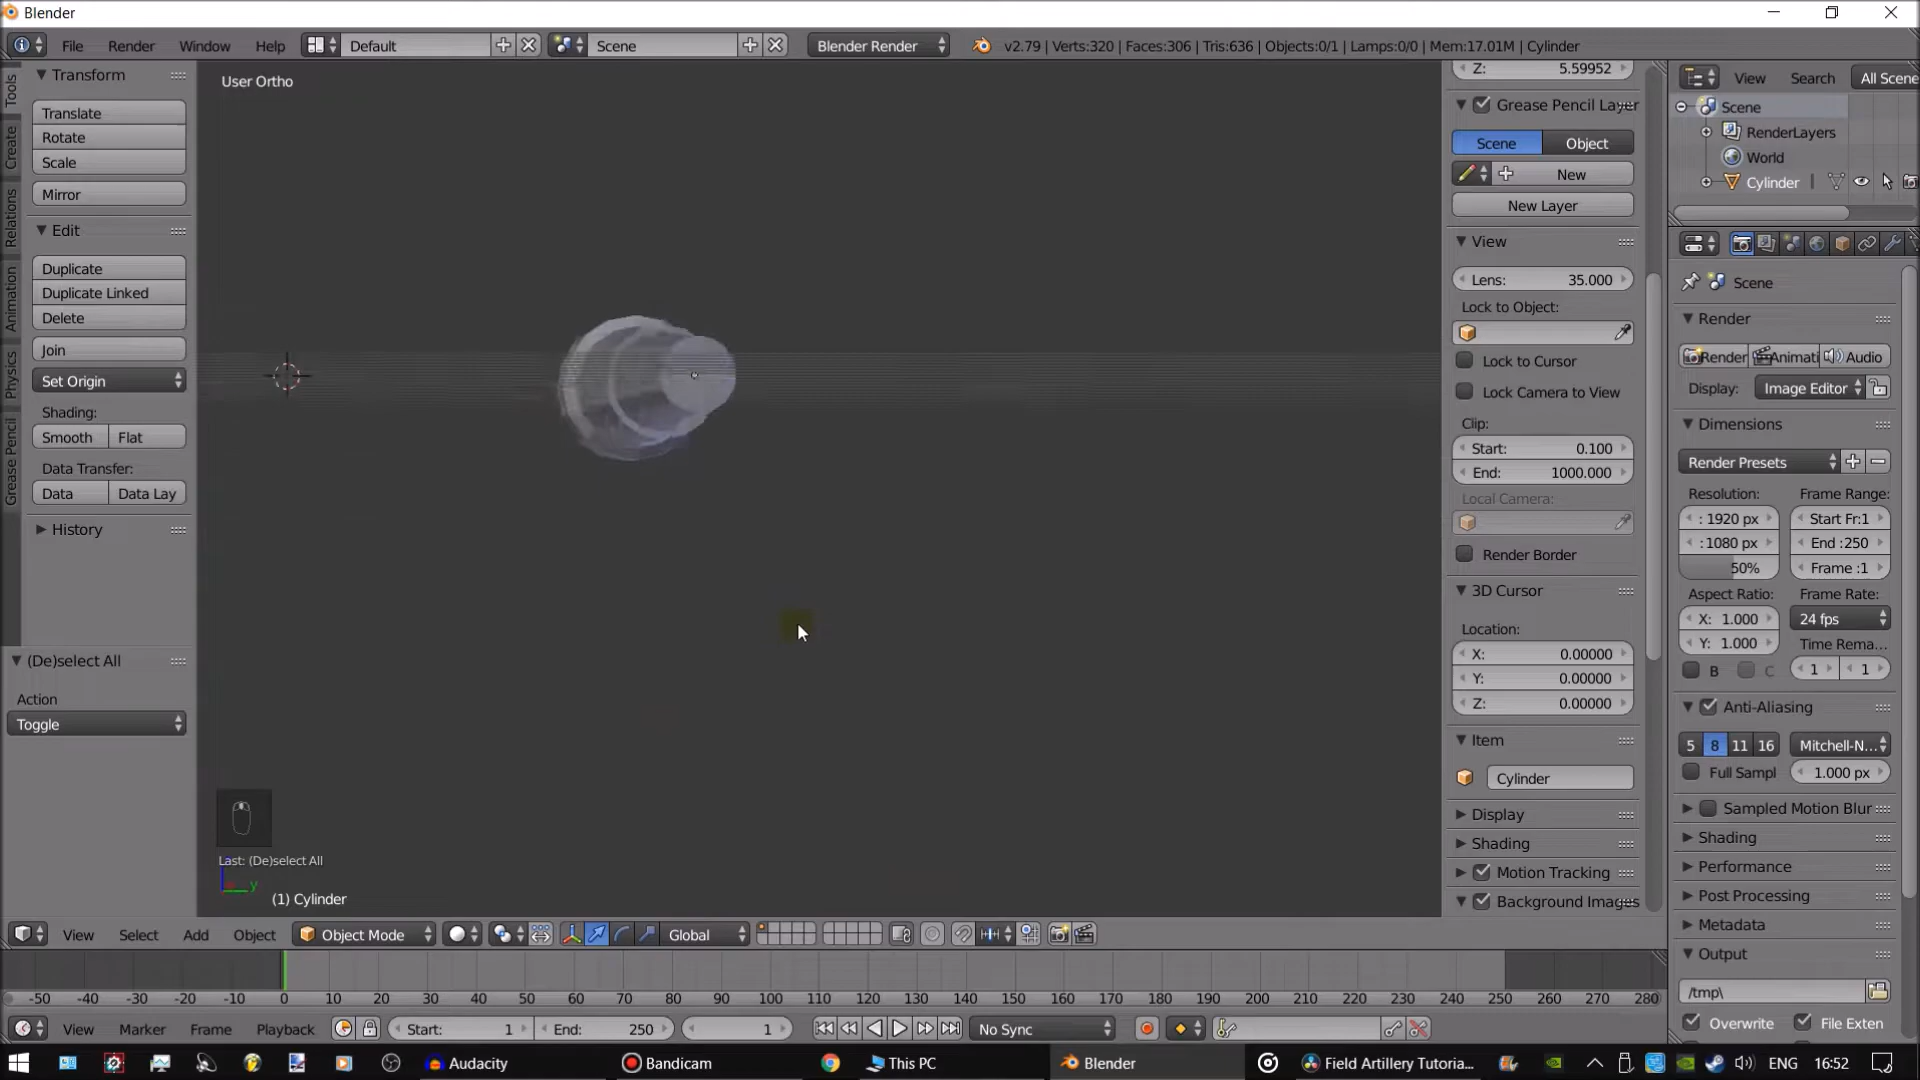 Blender
File Render Window Help Default Scene Blender Render v2.79 | Verts:320 | Faces:306 | Tris:636 | Objects:0/1 | Lamps:0/0 | Mem:17.01M | Cylinder
Tools
Create
Relations
Animation
Physics
Grease Pencil
Transform
Translate
Rotate
Scale
Mirror
Edit
Duplicate
Duplicate Linked
Delete
Join
Set Origin
Shading:
Smooth Flat
Data Transfer:
Data Data Lay
History
(De)select All
Action
Toggle
User Ortho
Last: (De)select All
y
(1) Cylinder
Z: 5.59952
Grease Pencil Layer
Scene Object
New
New Layer
View
Lens: 35.000
Lock to Object:
Lock to Cursor
Lock Camera to View
Clip:
Start: 0.100
End: 1000.000
Local Camera:
Render Border
3D Cursor
Location:
X: 0.00000
Y: 0.00000
Z: 0.00000
Item
Cylinder
Display
Shading
Motion Tracking
Background Images
View Search All Scene
Scene
RenderLayers
World
Cylinder
Scene
Render
Render Animati Audio
Display: Image Editor
Dimensions
Render Presets
Resolution: Frame Range:
: 1920 px Start Fr:1
:1080 px End :250
50% Frame :1
Aspect Ratio: Frame Rate:
X: 1.000 24 fps
Y: 1.000 Time Rema...
B C 1 1
Anti-Aliasing
5 8 11 16 Mitchell-N...
Full Sampl 1.000 px
Sampled Motion Blur
Shading
Performance
Post Processing
Metadata
Output
/tmp\
Overwrite File Exten
View Select Add Object Object Mode Global
-50 -40 -30 -20 -10 0 10 20 30 40 50 60 70 80 90 100 110 120 130 140 150 160 170 180 190 200 210 220 230 240 250 260 270 280
View Marker Frame Playback Start: 1 End: 250 1 No Sync
Audacity Bandicam This PC Blender Field Artillery Tutoria... ENG 16:52